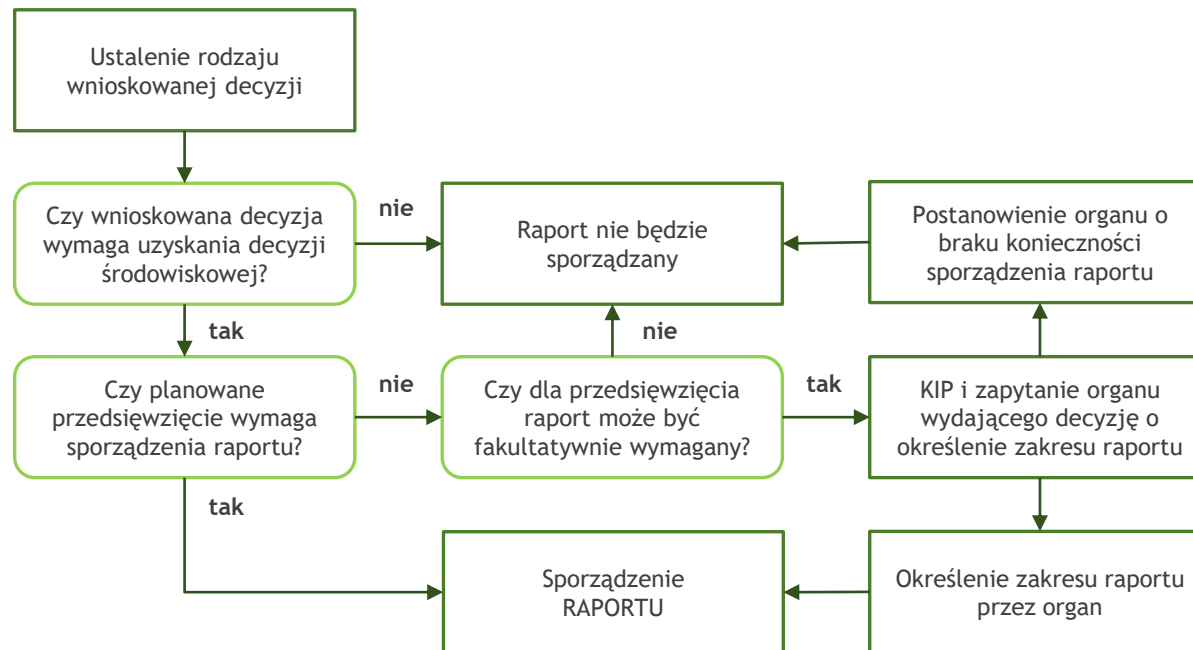 Ustalenie rodzaju
wnioskowanej decyzji
Czy wnioskowana decyzja
wymaga uzyskania decyzji
środowiskowej?
nie
Raport nie będzie
sporządzany
Postanowienie organu o
braku konieczności
sporządzenia raportu
tak
nie
Czy planowane
przedsięwzięcie wymaga
sporządzenia raportu?
nie
Czy dla przedsięwzięcia
raport może być
fakultatywnie wymagany?
tak
KIP i zapytanie organu
wydającego decyzję o
określenie zakresu raportu
tak
Sporządzenie
RAPORTU
Określenie zakresu raportu
przez organ